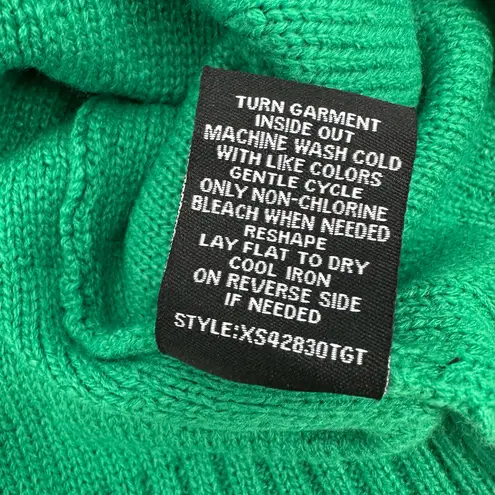 TURN GARMENT
INSIDE OUT
MACHINE WASH COLD
WITH LIKE COLORS
GENTLE CYCLE
ONLY NON-CHLORINE
BLEACH WHEN NEEDED
RESHAPE
LAY FLAT TO DRY
COOL IRON
ON REVERSE SIDE
IF NEEDED
STYLE:XS42830TGT